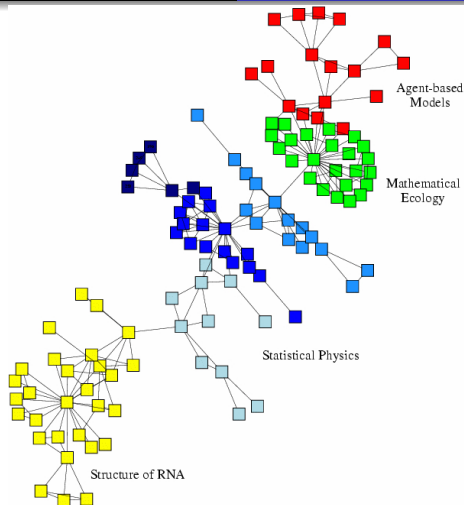 Agent-based
Models
Mathematical
Ecology
Statistical Physics
Structure of RNA